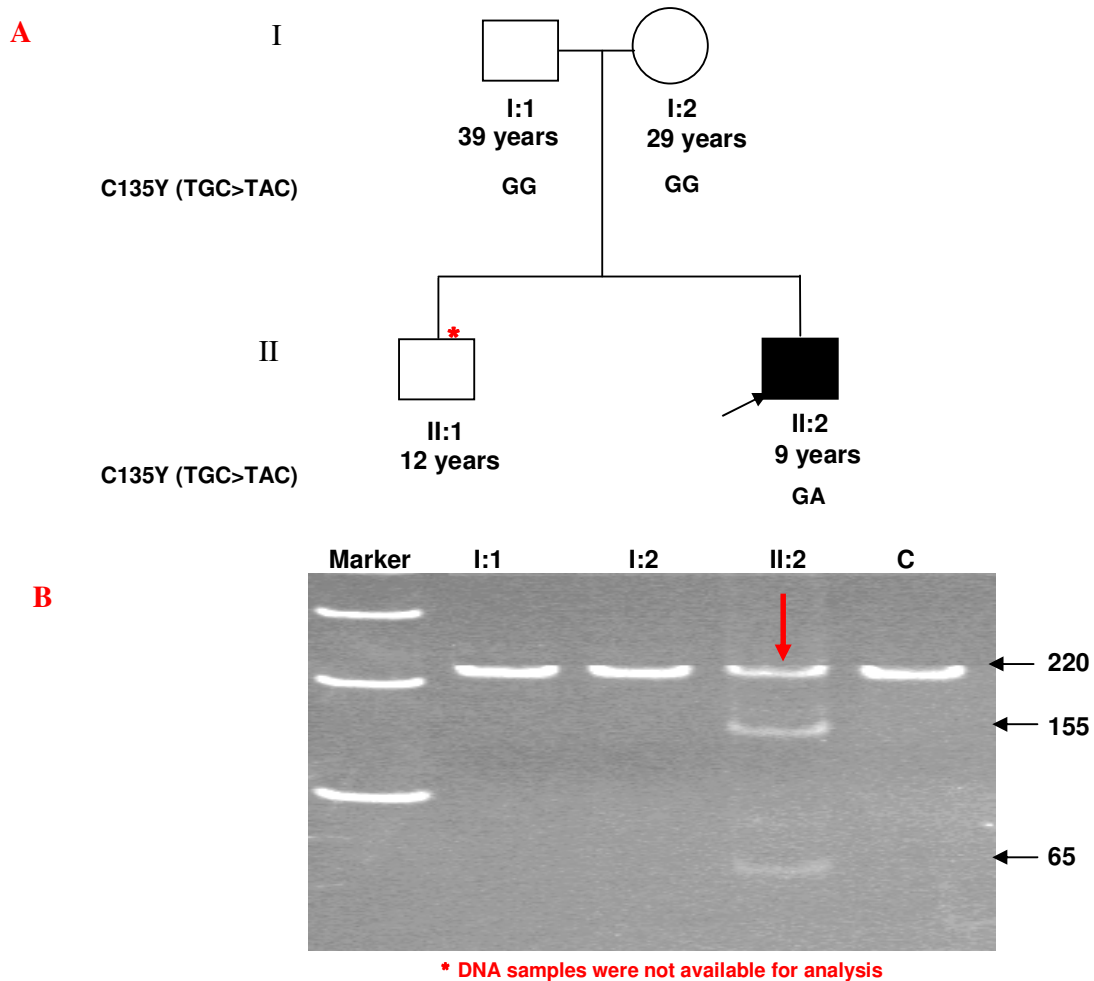 A
I
I:1
39 years
I:2
29 years
C135Y (TGC>TAC)
GG
GG
II
*
II:1
12 years
II:2
9 years
C135Y (TGC>TAC)
GA
B
Marker I:1 I:2 II:2 C
220
155
65
* DNA samples were not available for analysis